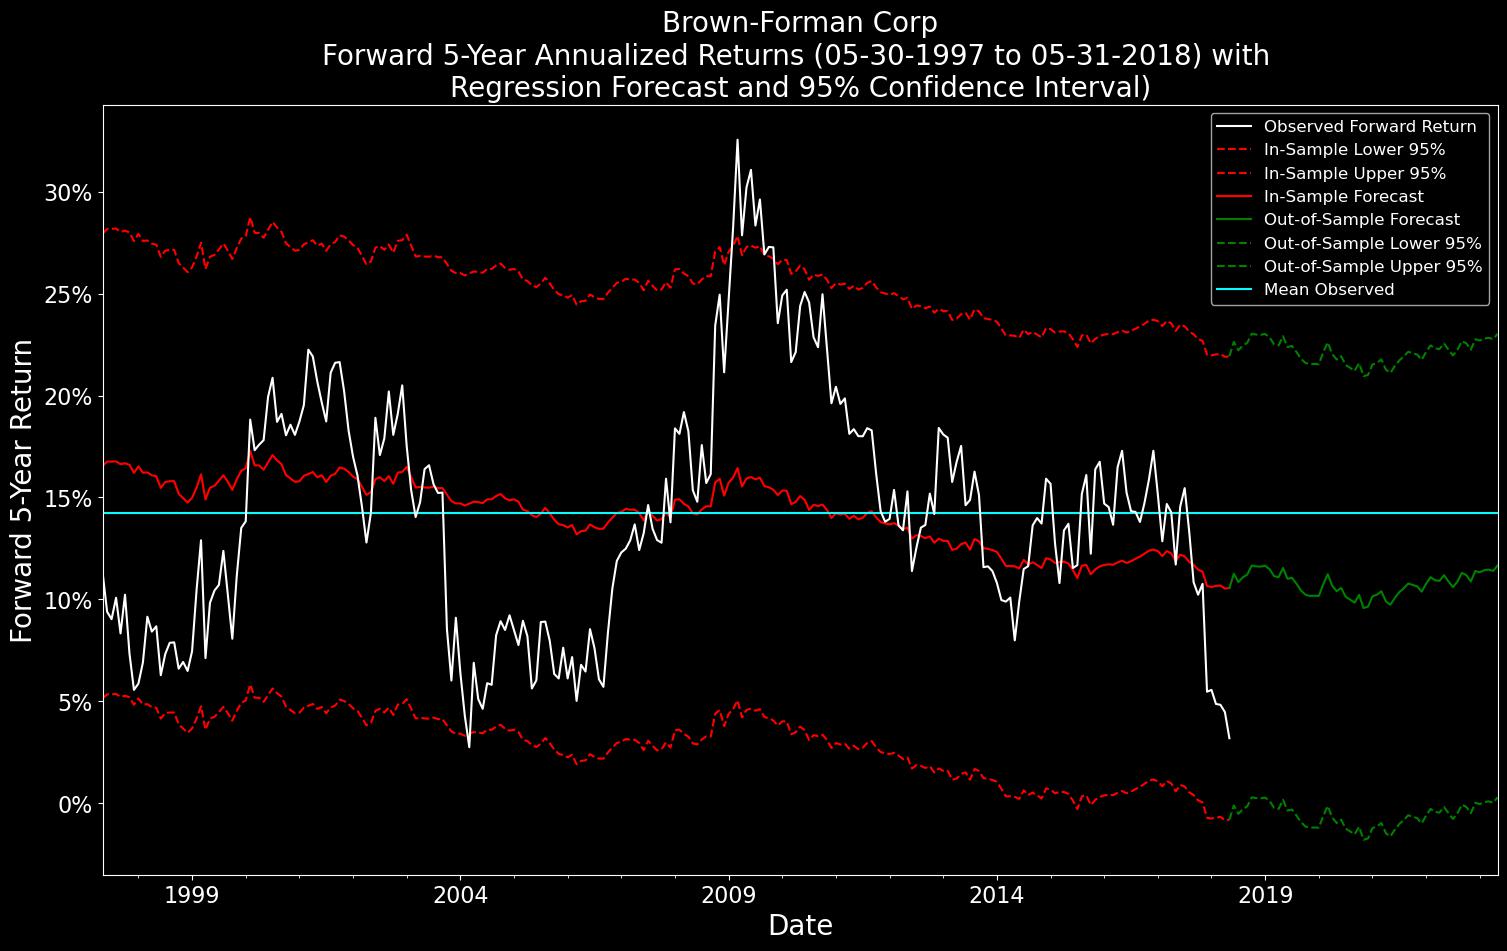 Brown-Forman Corp
Forward 5-Year Annualized Returns (05-30-1997 to 05-31-2018) with
Regression Forecast and 95% Confidence Interval)
Observed Forward Return
In-Sample Lower 95%
In-Sample Upper 95%
In-Sample Forecast
Out-of-Sample Forecast
Out-of-Sample Lower 95%
Out-of-Sample Upper 95%
Mean Observed
Forward 5-Year Return
30%
25%
20%
15%
10%
5%
0%
1999
2004
2009
2014
2019
Date